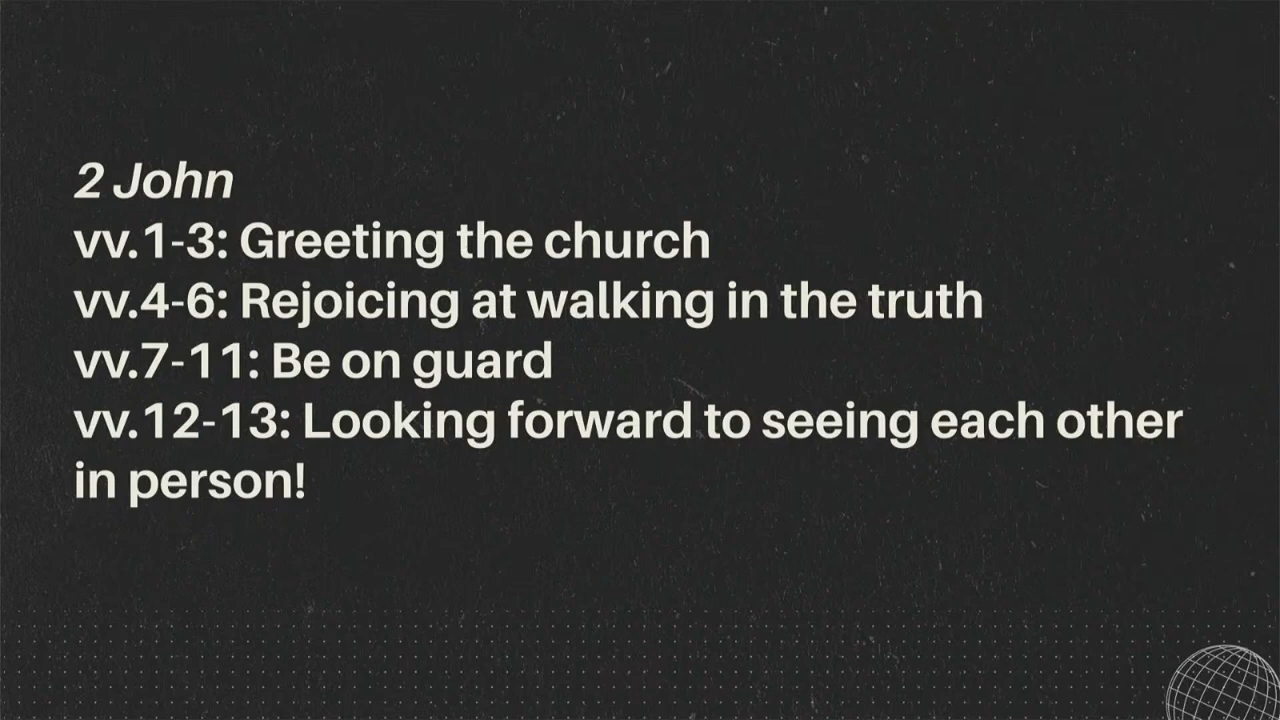 2 John
vv.1-3: Greeting the church
vv.4-6: Rejoicing at walking in the truth
vv.7-11: Be on guard
vv.12-13: Looking forward to seeing each other
in person!